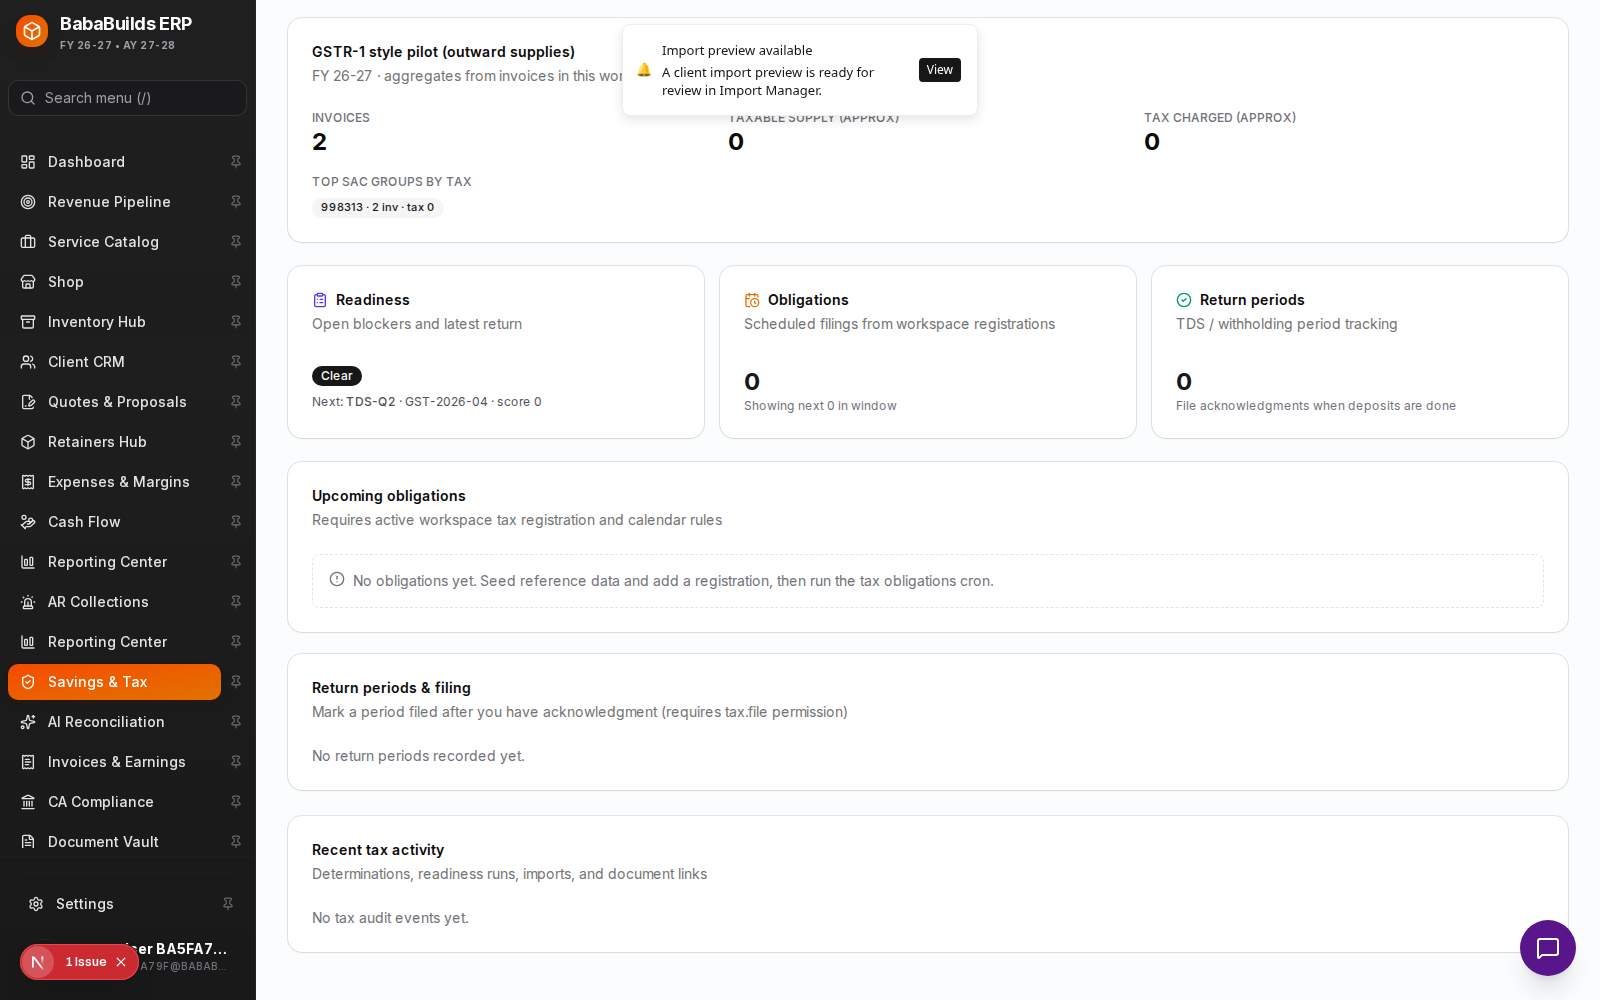 BabaBuilds ERP
FY 26-27 • AY 27-28
Search menu (/)
Dashboard
Revenue Pipeline
Service Catalog
Shop
Inventory Hub
Client CRM
Quotes & Proposals
Retainers Hub
Expenses & Margins
Cash Flow
Reporting Center
AR Collections
Reporting Center
Savings & Tax
AI Reconciliation
Invoices & Earnings
CA Compliance
Document Vault
Settings
ser BA5FA7...
A79F@BABAB...
1 Issue
GSTR-1 style pilot (outward supplies)
FY 26-27 · aggregates from invoices in this
Import preview available
A client import preview is ready for
review in Import Manager.
View
INVOICES
2
TAXABLE SUPPLY (APPROX)
0
TAX CHARGED (APPROX)
0
TOP SAC GROUPS BY TAX
998313 · 2 inv · tax 0
Readiness
Open blockers and latest return
Clear
Next: TDS-Q2 · GST-2026-04 · score 0
Obligations
Scheduled filings from workspace registrations
0
Showing next 0 in window
Return periods
TDS / withholding period tracking
0
File acknowledgments when deposits are done
Upcoming obligations
Requires active workspace tax registration and calendar rules
No obligations yet. Seed reference data and add a registration, then run the tax obligations cron.
Return periods & filing
Mark a period filed after you have acknowledgment (requires tax.file permission)
No return periods recorded yet.
Recent tax activity
Determinations, readiness runs, imports, and document links
No tax audit events yet.